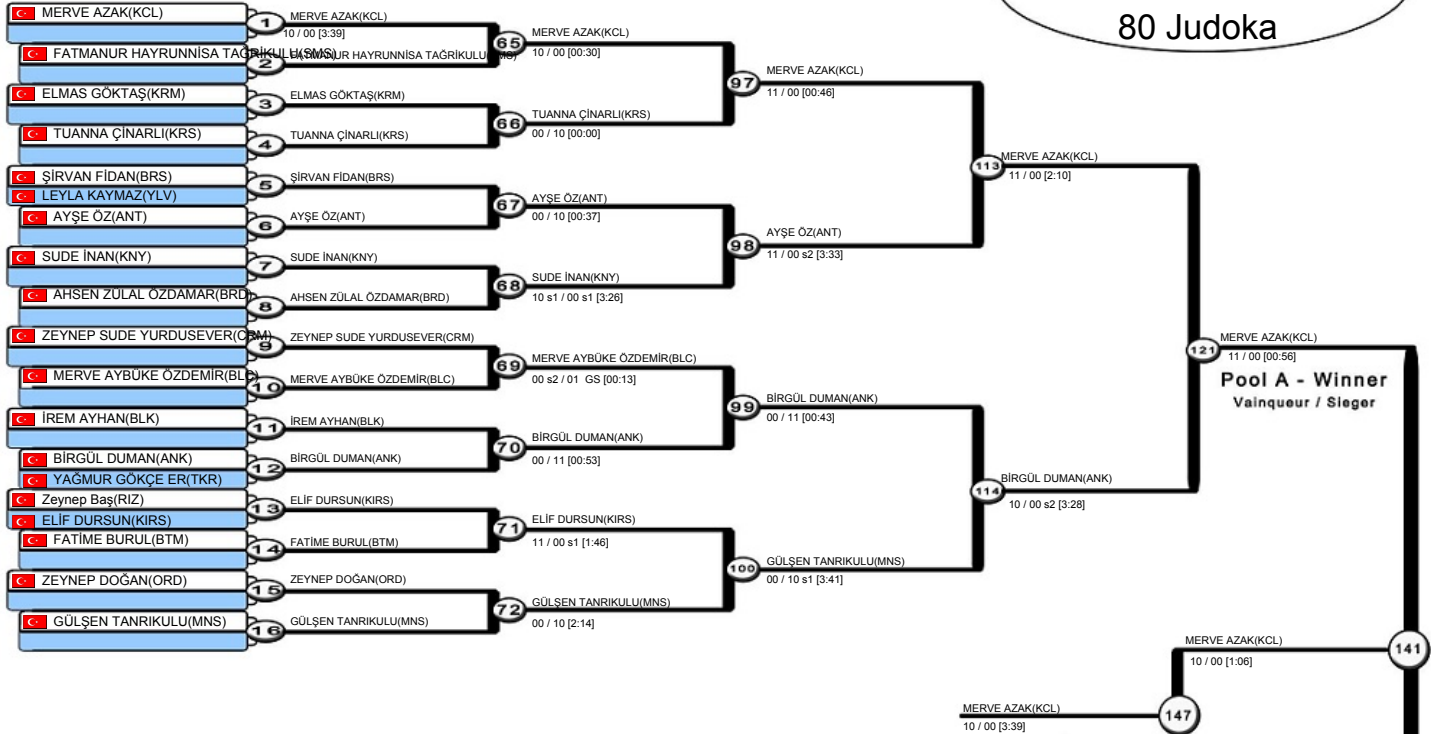 80 Judoka
MERVE AZAK(KCL)
FATMANUR HAYRUNNİSA TAĞRİKULU(SMS)
ELMAS GÖKTAŞ(KRM)
TUANNA ÇİNARLI(KRS)
ŞİRVAN FİDAN(BRS)
LEYLA KAYMAZ(YLV)
AYŞE ÖZ(ANT)
SUDE İNAN(KNY)
AHSEN ZÜLAL ÖZDAMAR(BRD)
ZEYNEP SUDE YURDUSEVER(CRM)
MERVE AYBÜKE ÖZDEMİR(BLC)
İREM AYHAN(BLK)
BİRGÜL DUMAN(ANK)
YAĞMUR GÖKÇE ER(TKR)
Zeynep Baş(RIZ)
ELİF DURSUN(KIRS)
FATİME BURUL(BTM)
ZEYNEP DOĞAN(ORD)
GÜLŞEN TANRIKULU(MNS)
1
2
3
4
5
6
7
8
9
10
11
12
13
14
15
16
MERVE AZAK(KCL)
10 / 00 [3:39]
FATMANUR HAYRUNNİSA TAĞRİKULU(SMS)
ELMAS GÖKTAŞ(KRM)
TUANNA ÇİNARLI(KRS)
ŞİRVAN FİDAN(BRS)
AYŞE ÖZ(ANT)
SUDE İNAN(KNY)
AHSEN ZÜLAL ÖZDAMAR(BRD)
ZEYNEP SUDE YURDUSEVER(CRM)
MERVE AYBÜKE ÖZDEMİR(BLC)
İREM AYHAN(BLK)
BİRGÜL DUMAN(ANK)
ELİF DURSUN(KIRS)
FATİME BURUL(BTM)
ZEYNEP DOĞAN(ORD)
GÜLŞEN TANRIKULU(MNS)
65
66
67
68
69
70
71
72
MERVE AZAK(KCL)
10 / 00 [00:30]
TUANNA ÇİNARLI(KRS)
00 / 10 [00:00]
AYŞE ÖZ(ANT)
00 / 10 [00:37]
SUDE İNAN(KNY)
10 s1 / 00 s1 [3:26]
MERVE AYBÜKE ÖZDEMİR(BLC)
00 s2 / 01 GS [00:13]
BİRGÜL DUMAN(ANK)
00 / 11 [00:53]
ELİF DURSUN(KIRS)
11 / 00 s1 [1:46]
GÜLŞEN TANRIKULU(MNS)
00 / 10 [2:14]
97
98
99
100
MERVE AZAK(KCL)
11 / 00 [00:46]
AYŞE ÖZ(ANT)
11 / 00 s2 [3:33]
BİRGÜL DUMAN(ANK)
00 / 11 [00:43]
GÜLŞEN TANRIKULU(MNS)
00 / 10 s1 [3:41]
113
114
MERVE AZAK(KCL)
11 / 00 [2:10]
BİRGÜL DUMAN(ANK)
10 / 00 s2 [3:28]
121
MERVE AZAK(KCL)
11 / 00 [00:56]
Pool A - Winner
Vainqueur / Sieger
MERVE AZAK(KCL)
10 / 00 [1:06]
141
MERVE AZAK(KCL)
10 / 00 [3:39]
147